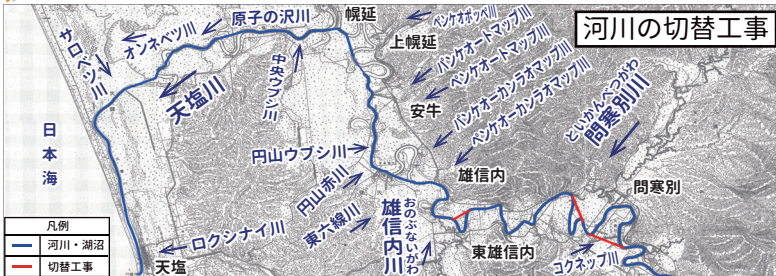 河川の切替工事
幌延
ペンケオポッペ川
原子の沢川
オンネベツ川
サロベツ川
上幌延
パンケオートマップ川
ペンケオートマップ川
中央ウブシ川
天塩川
安牛
パンケオーカンラオマップ川
ペンケオーカンラオマップ川
といかんべつがわ
問寒別川
日本海
円山ウブシ川
円山赤川
雄信内
問寒別
東六線川
おのぶないがわ
雄信内川
ロクシナイ川
天塩
東雄信内
コクネップ川
凡例
河川・湖沼
切替工事